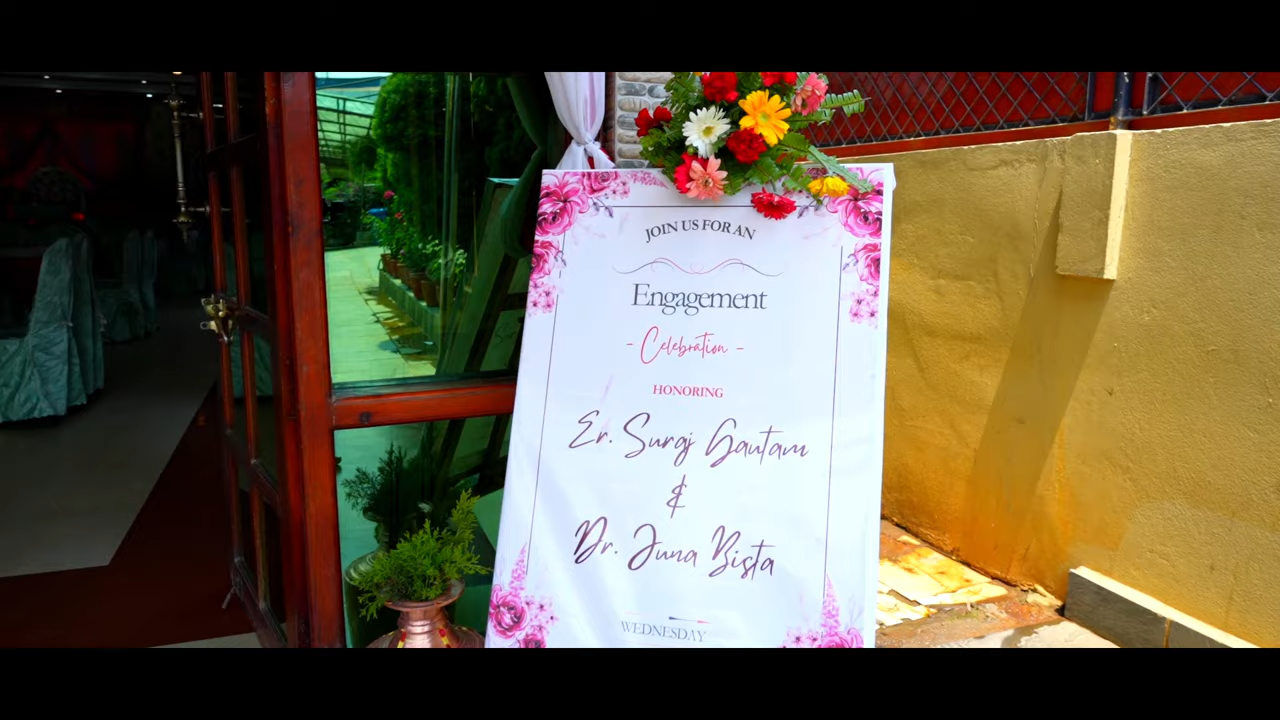 JOIN US FOR AN
Engagement
- Celebration -
HONORING
Er. Suraj Gautam
&
Dr. Juna Bista
WEDNESDAY